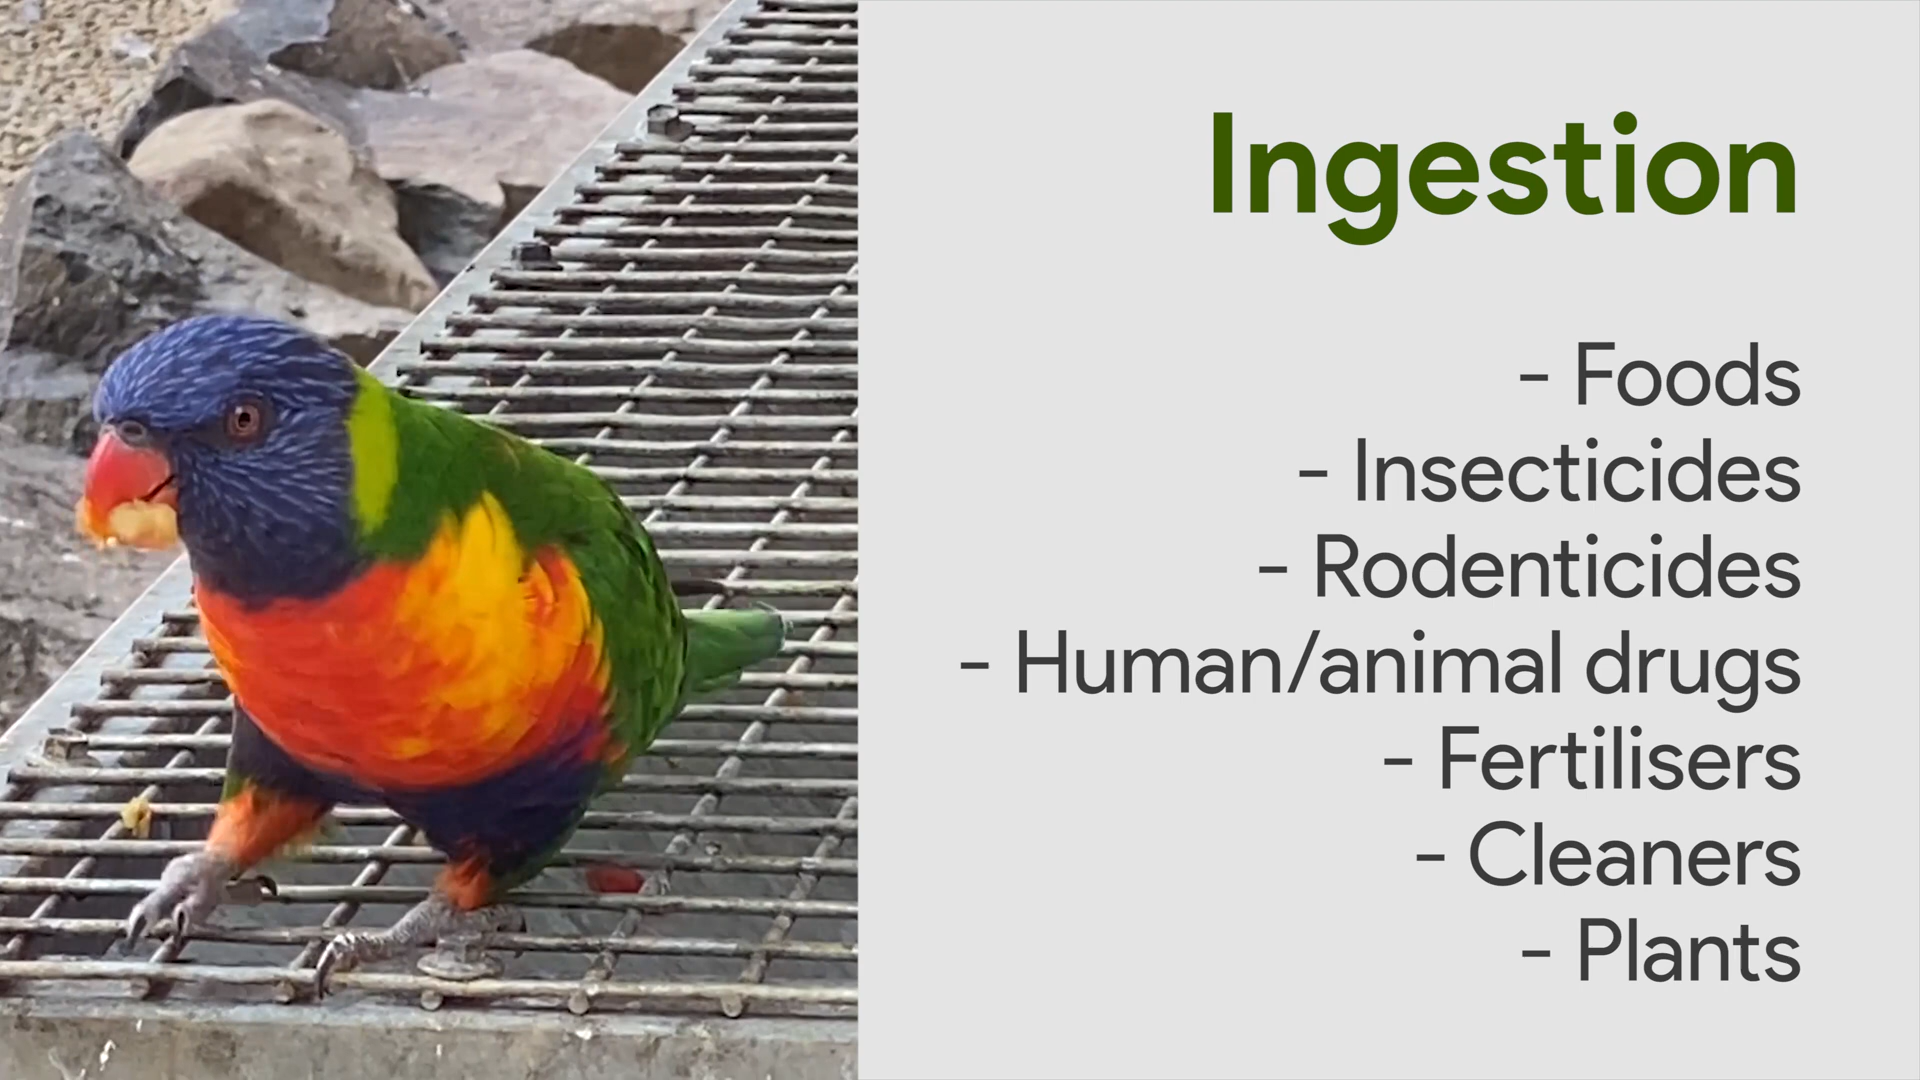 Ingestion
- Foods
- Insecticides
- Rodenticides
- Human/animal drugs
- Fertilisers
- Cleaners
- Plants